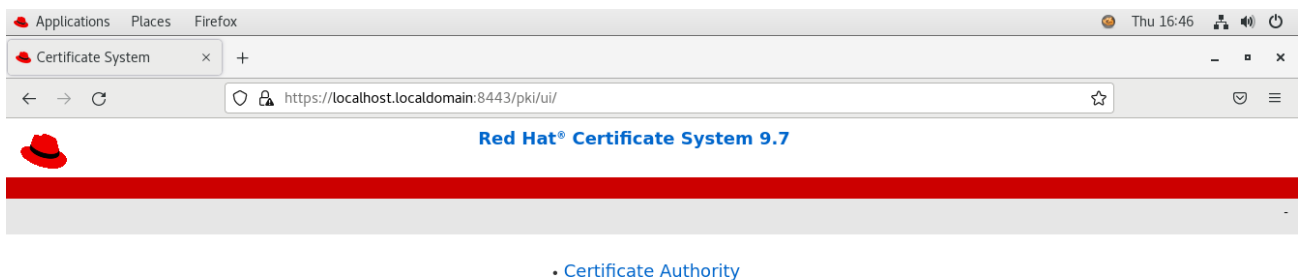 Applications Places Firefox Thu 16:46
Certificate System × +
https://localhost.localdomain:8443/pki/ui/
Red Hat® Certificate System 9.7
-
• Certificate Authority